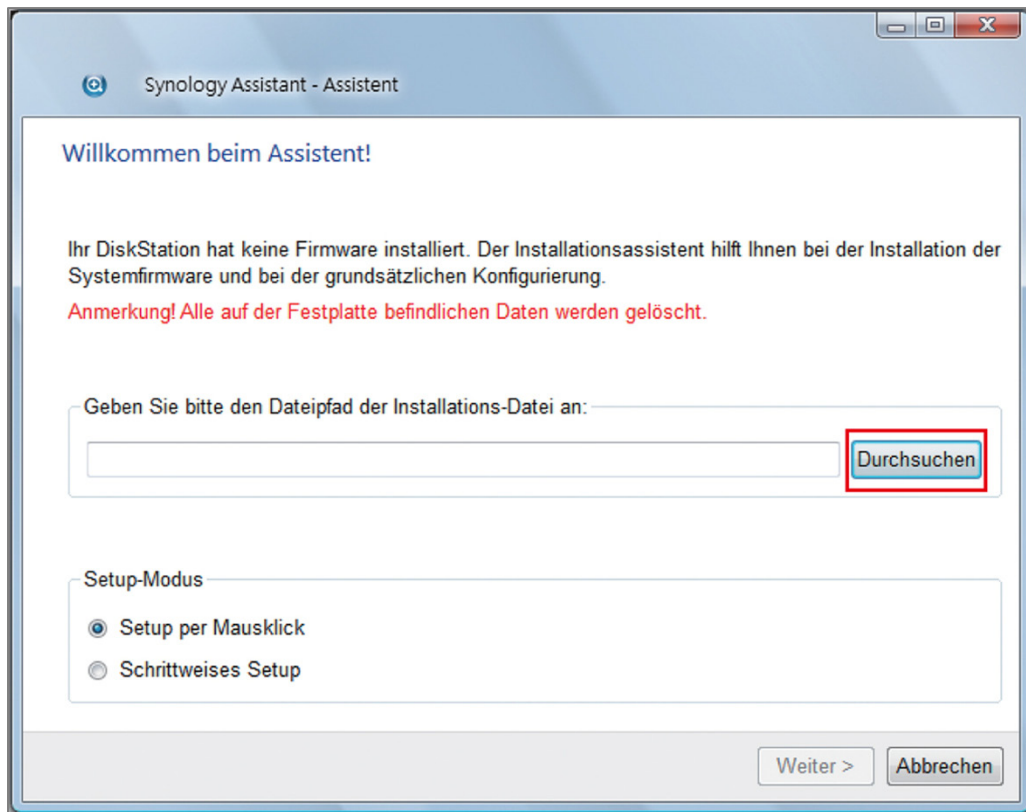 Synology Assistant - Assistent
Willkommen beim Assistent!
Ihr DiskStation hat keine Firmware installiert. Der Installationsassistent hilft Ihnen bei der Installation der
Systemfirmware und bei der grundsätzlichen Konfigurierung.
Anmerkung! Alle auf der Festplatte befindlichen Daten werden gelöscht.
Geben Sie bitte den Dateipfad der Installations-Datei an:
Durchsuchen
Setup-Modus
Setup per Mausklick
Schrittweises Setup
Weiter >
Abbrechen